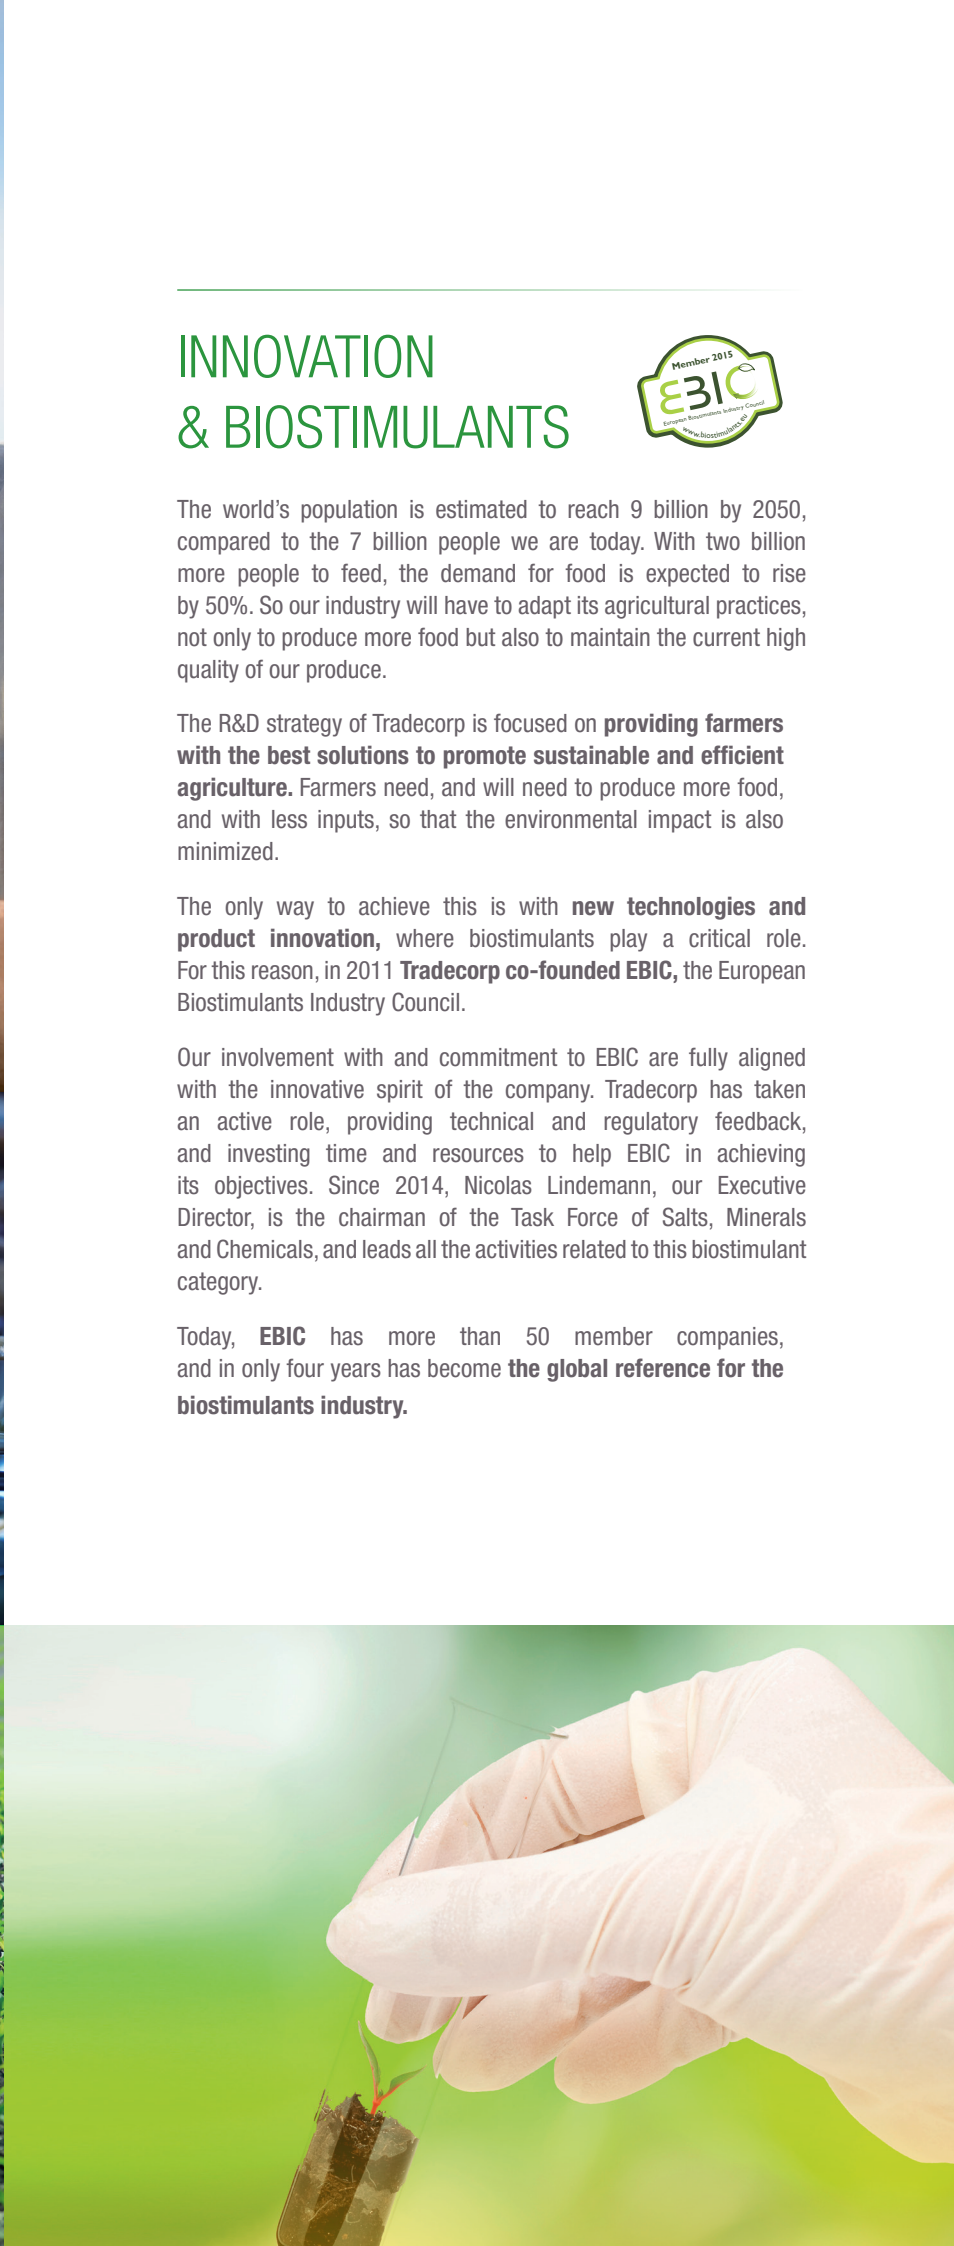 INNOVATION
& BIOSTIMULANTS
Member 2015
EBIC
European Biostimulants Industry Council
www.biostimulants.eu
The world’s population is estimated to reach 9 billion by 2050,
compared to the 7 billion people we are today. With two billion
more people to feed, the demand for food is expected to rise
by 50%. So our industry will have to adapt its agricultural practices,
not only to produce more food but also to maintain the current high
quality of our produce.
The R&D strategy of Tradecorp is focused on providing farmers
with the best solutions to promote sustainable and efficient
agriculture. Farmers need, and will need to produce more food,
and with less inputs, so that the environmental impact is also
minimized.
The only way to achieve this is with new technologies and
product innovation, where biostimulants play a critical role.
For this reason, in 2011 Tradecorp co-founded EBIC, the European
Biostimulants Industry Council.
Our involvement with and commitment to EBIC are fully aligned
with the innovative spirit of the company. Tradecorp has taken
an active role, providing technical and regulatory feedback,
and investing time and resources to help EBIC in achieving
its objectives. Since 2014, Nicolas Lindemann, our Executive
Director, is the chairman of the Task Force of Salts, Minerals
and Chemicals, and leads all the activities related to this biostimulant
category.
Today, EBIC has more than 50 member companies,
and in only four years has become the global reference for the
biostimulants industry.